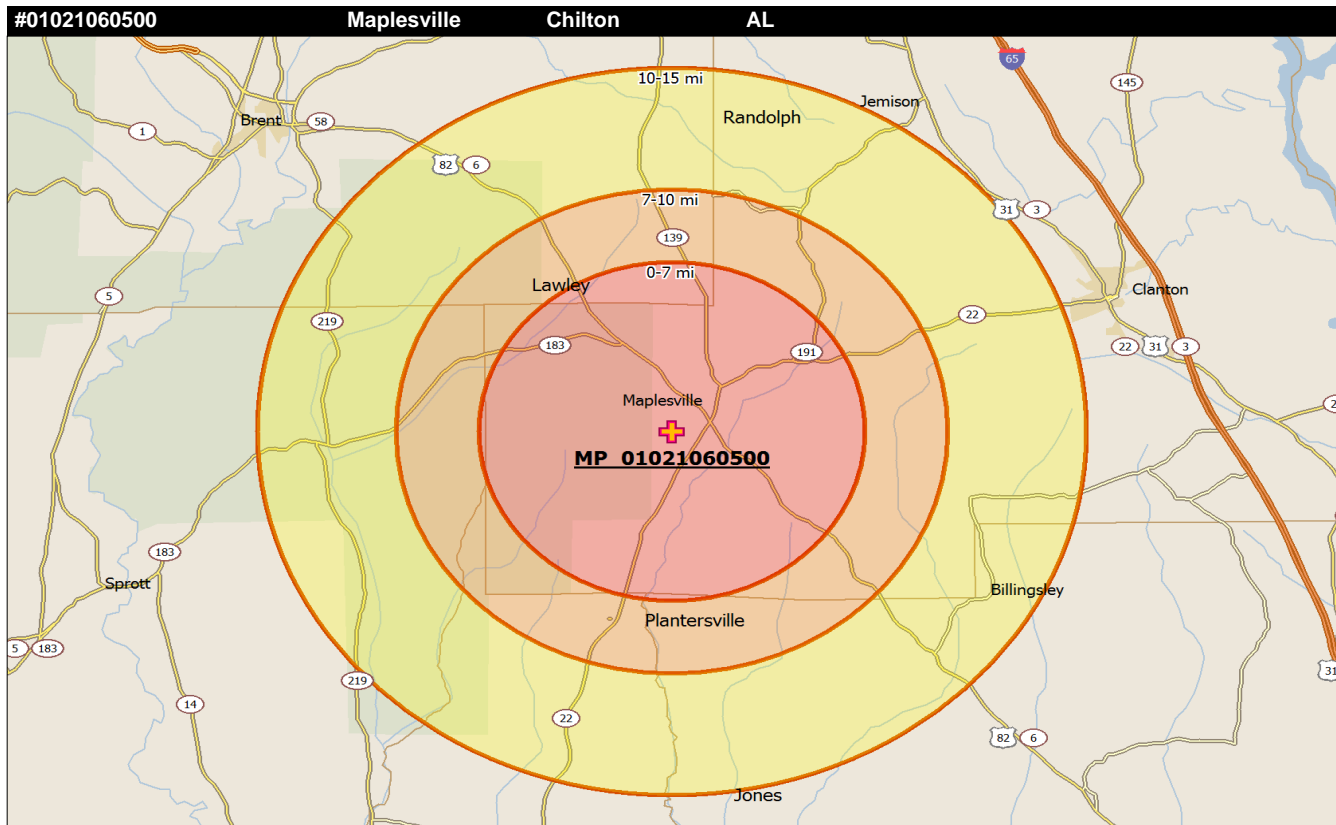 #01021060500 Maplesville Chilton AL
65
10-15 mi
145
Jemison
Randolph
Brent
58
1
82 6
7-10 mi
31 3
139
0-7 mi
Lawley
Clanton
5
22
219
183
191
22 31 3
Maplesville
2
MP 01021060500
183
Sprott
Billingsley
Plantersville
5 183
31
219
14
22
82 6
Jones